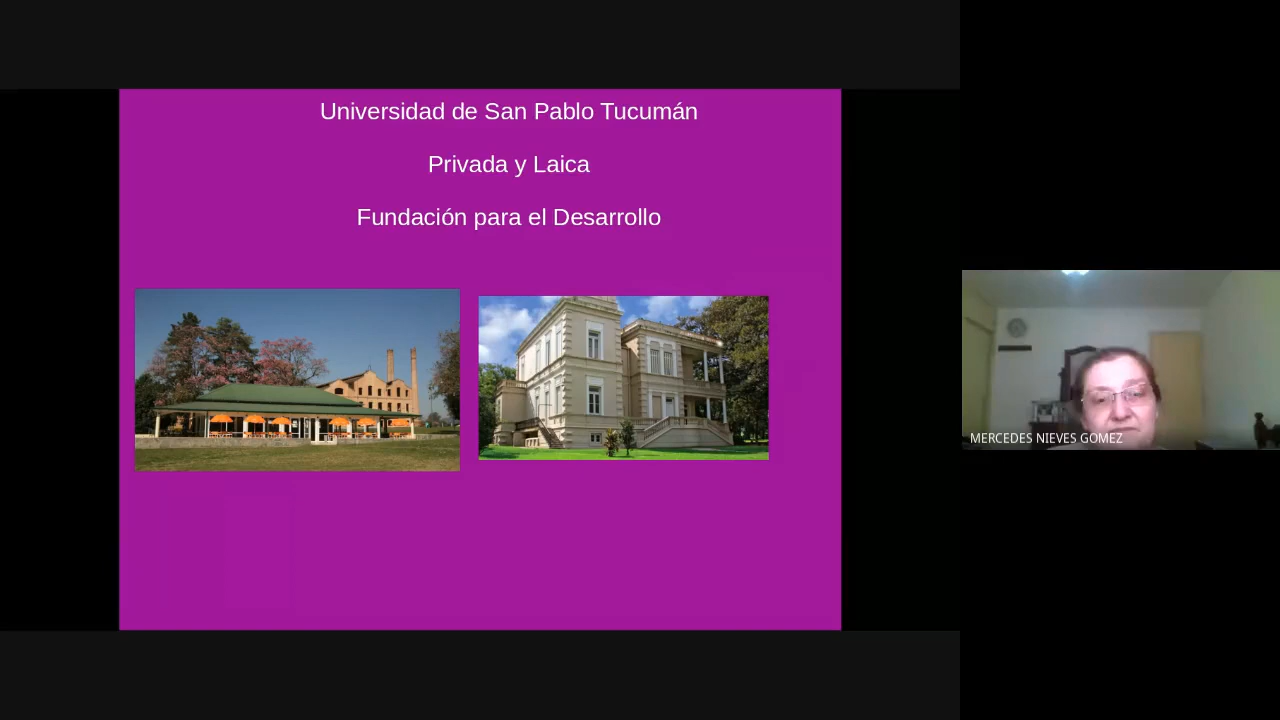 Universidad de San Pablo Tucumán
Privada y Laica
Fundación para el Desarrollo
MERCEDES NIEVES GOMEZ